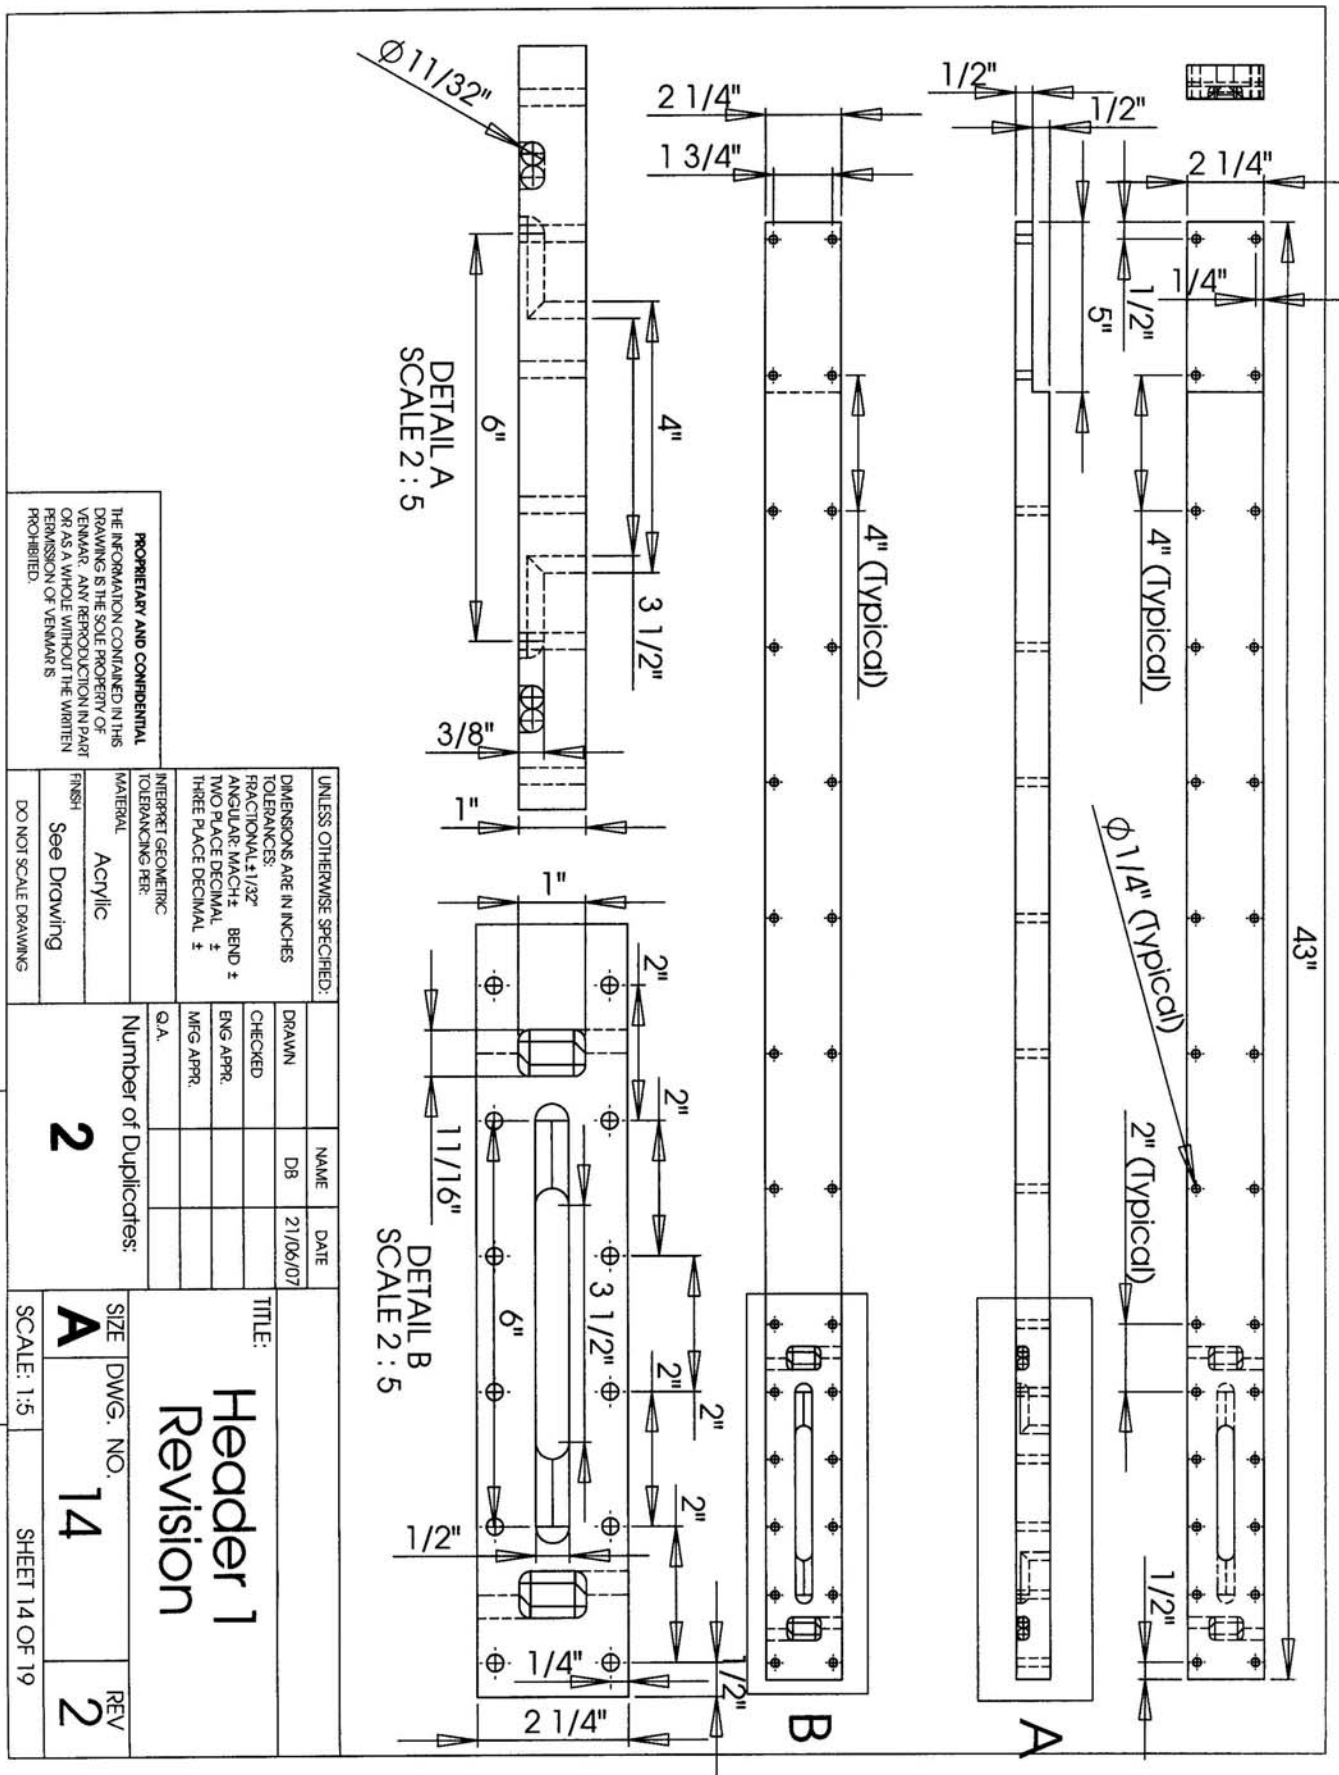 43"
2 1/4"
1/4"
1/2"
5"
4" (Typical)
Ø 1/4" (Typical)
2" (Typical)
1/2"
1/2"
1/2"
A
2 1/4"
1 3/4"
4" (Typical)
B
Ø 11/32"
6"
4"
3 1/2"
3/8"
1"
DETAIL A
SCALE 2 : 5
1"
2"
2"
2"
2"
2"
11/16"
6"
3 1/2"
1/2"
1/4"
1/2"
2 1/4"
DETAIL B
SCALE 2 : 5
PROPRIETARY AND CONFIDENTIAL
THE INFORMATION CONTAINED IN THIS
DRAWING IS THE SOLE PROPERTY OF
VENMAR. ANY REPRODUCTION IN PART
OR AS A WHOLE WITHOUT THE WRITTEN
PERMISSION OF VENMAR IS
PROHIBITED.
UNLESS OTHERWISE SPECIFIED:
DIMENSIONS ARE IN INCHES
TOLERANCES:
FRACTIONAL ± 1/32"
ANGULAR: MACH ± BEND ±
TWO PLACE DECIMAL ±
THREE PLACE DECIMAL ±
INTERPRET GEOMETRIC
TOLERANCING PER:
MATERIAL
Acrylic
FINISH
See Drawing
DO NOT SCALE DRAWING
NAME DATE
DRAWN DB 21/06/07
CHECKED
ENG APPR.
MFG APPR.
Q.A.
Number of Duplicates:
2
TITLE:
Header 1
Revision
SIZE DWG. NO. REV
A 14 2
SCALE: 1:5 SHEET 14 OF 19